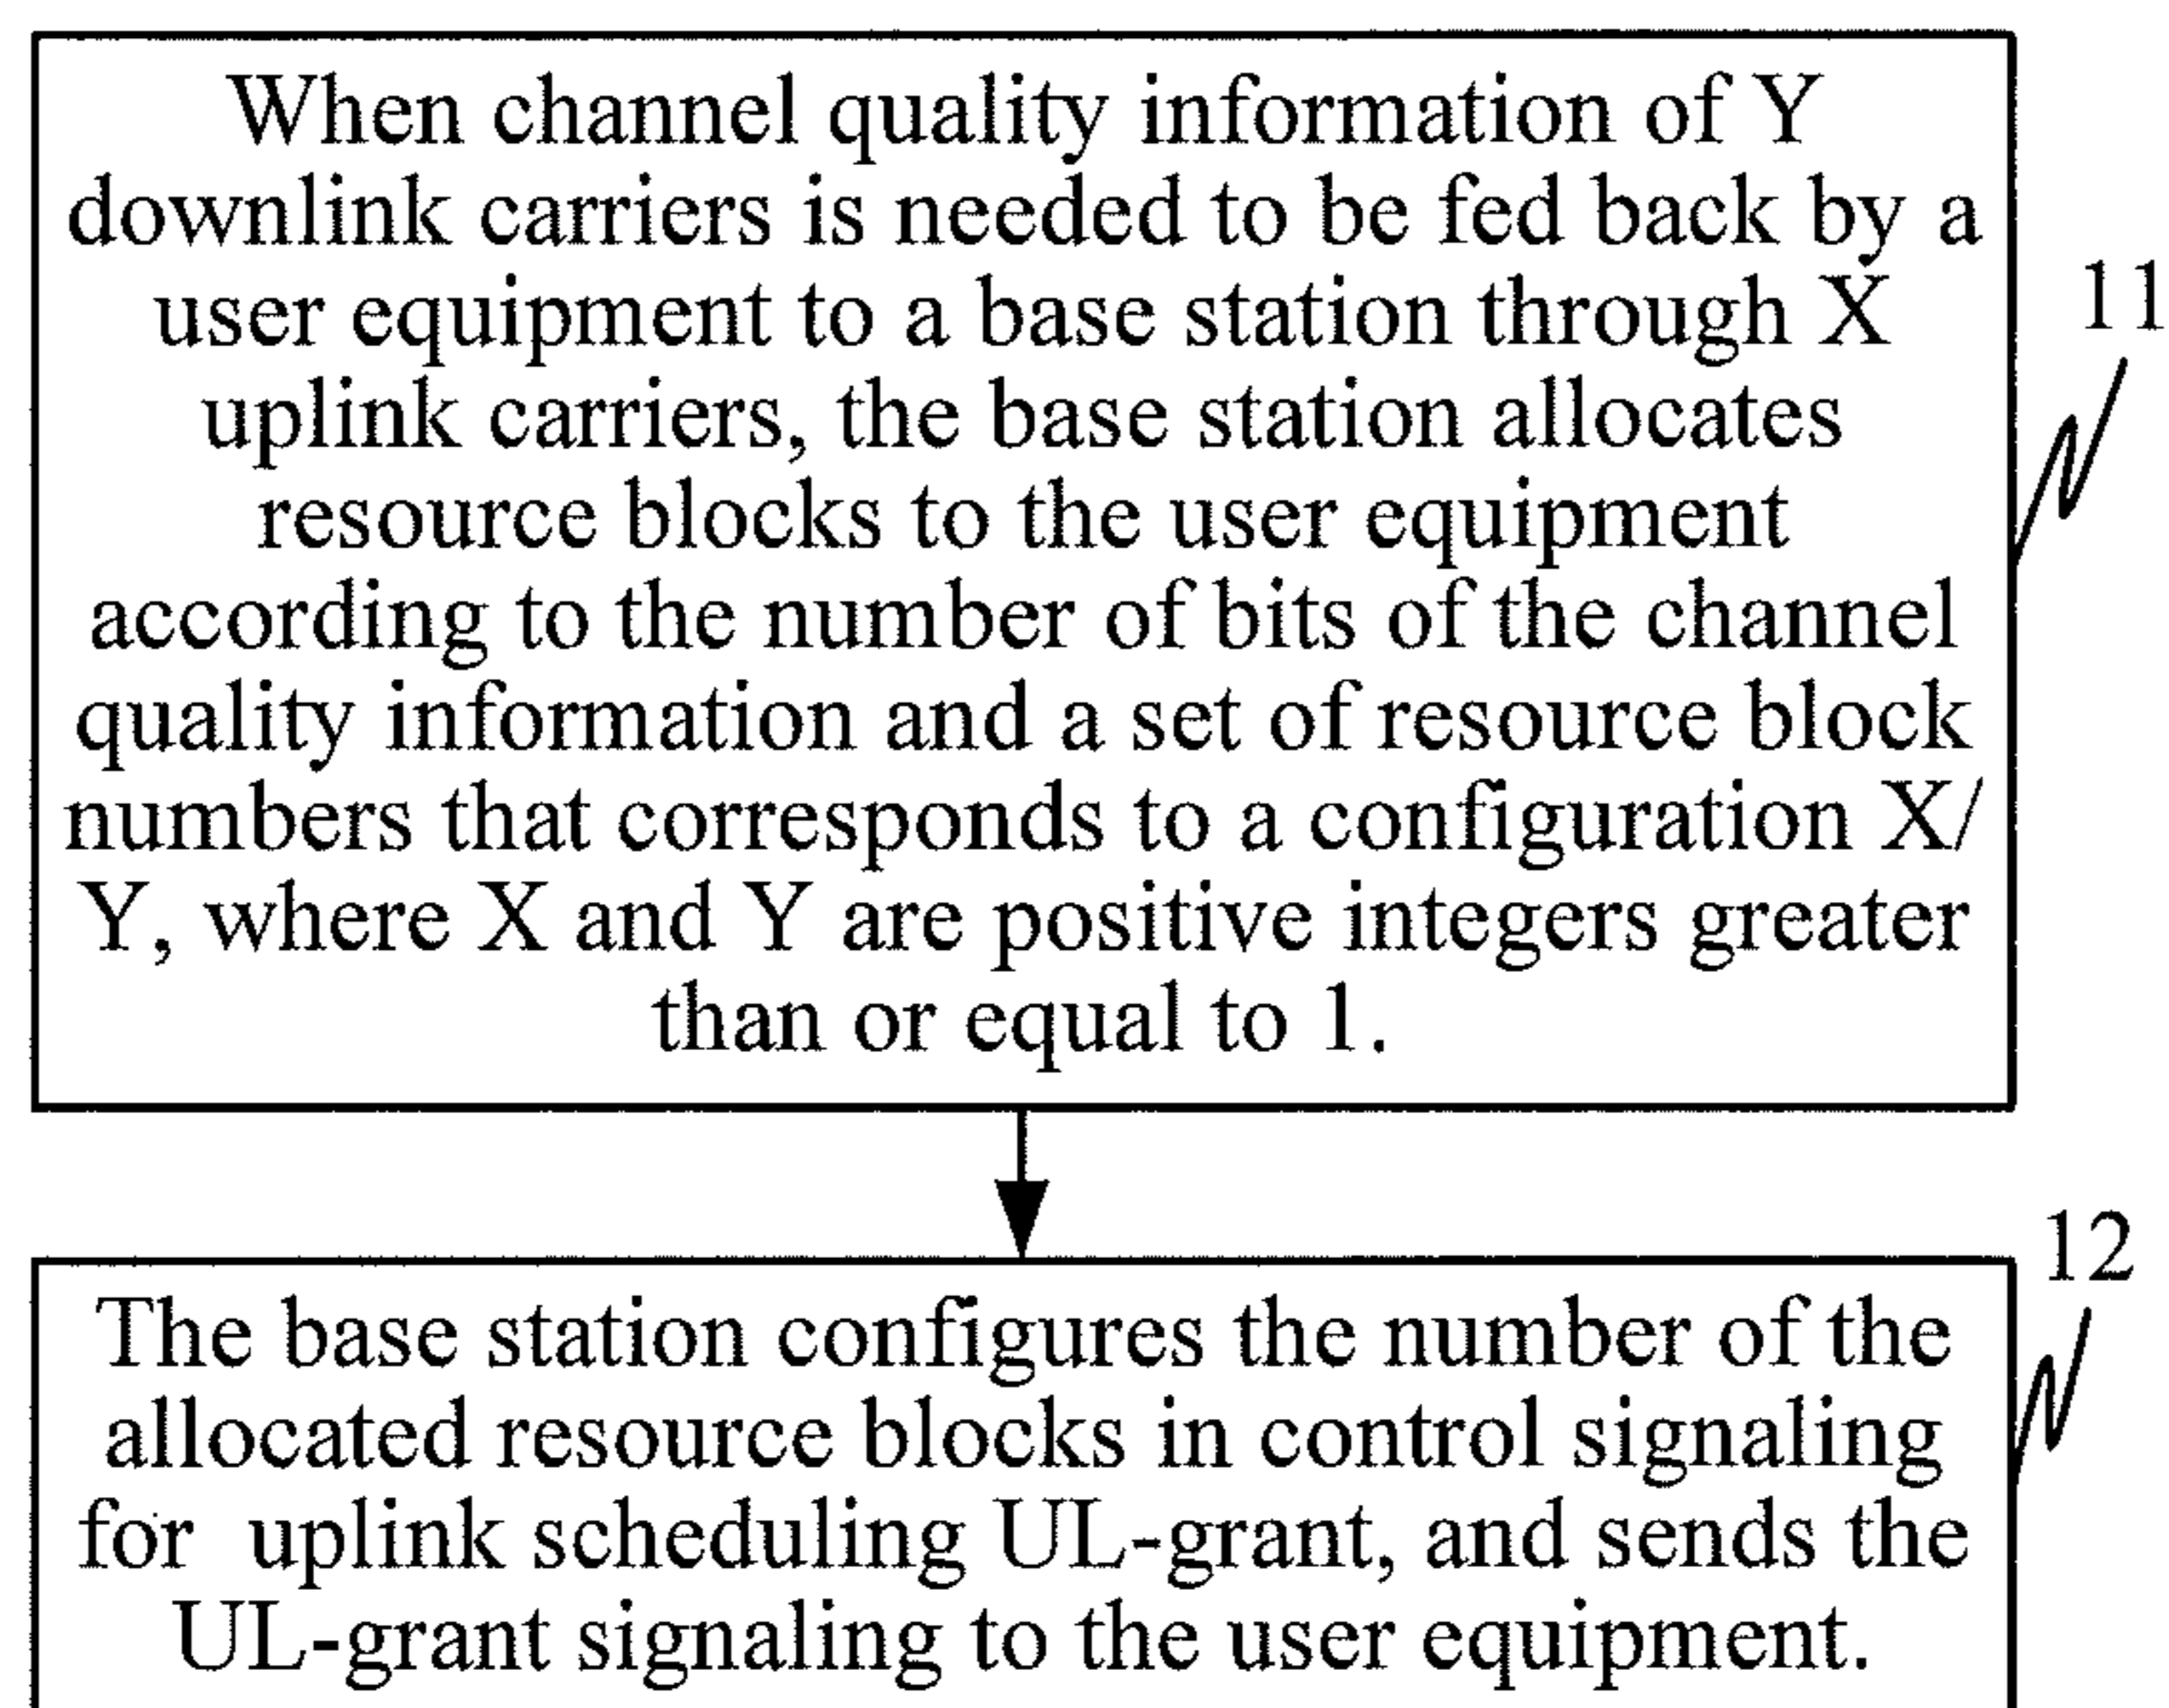 When channel quality information of Y
downlink carriers is needed to be fed back by a
user equipment to a base station through X
uplink carriers, the base station allocates
resource blocks to the user equipment
according to the number of bits of the channel
quality information and a set of resource block
numbers that corresponds to a configuration X/
Y, where X and Y are positive integers greater
than or equal to 1.
11
12
The base station configures the number of the
allocated resource blocks in control signaling
for uplink scheduling UL-grant, and sends the
UL-grant signaling to the user equipment.